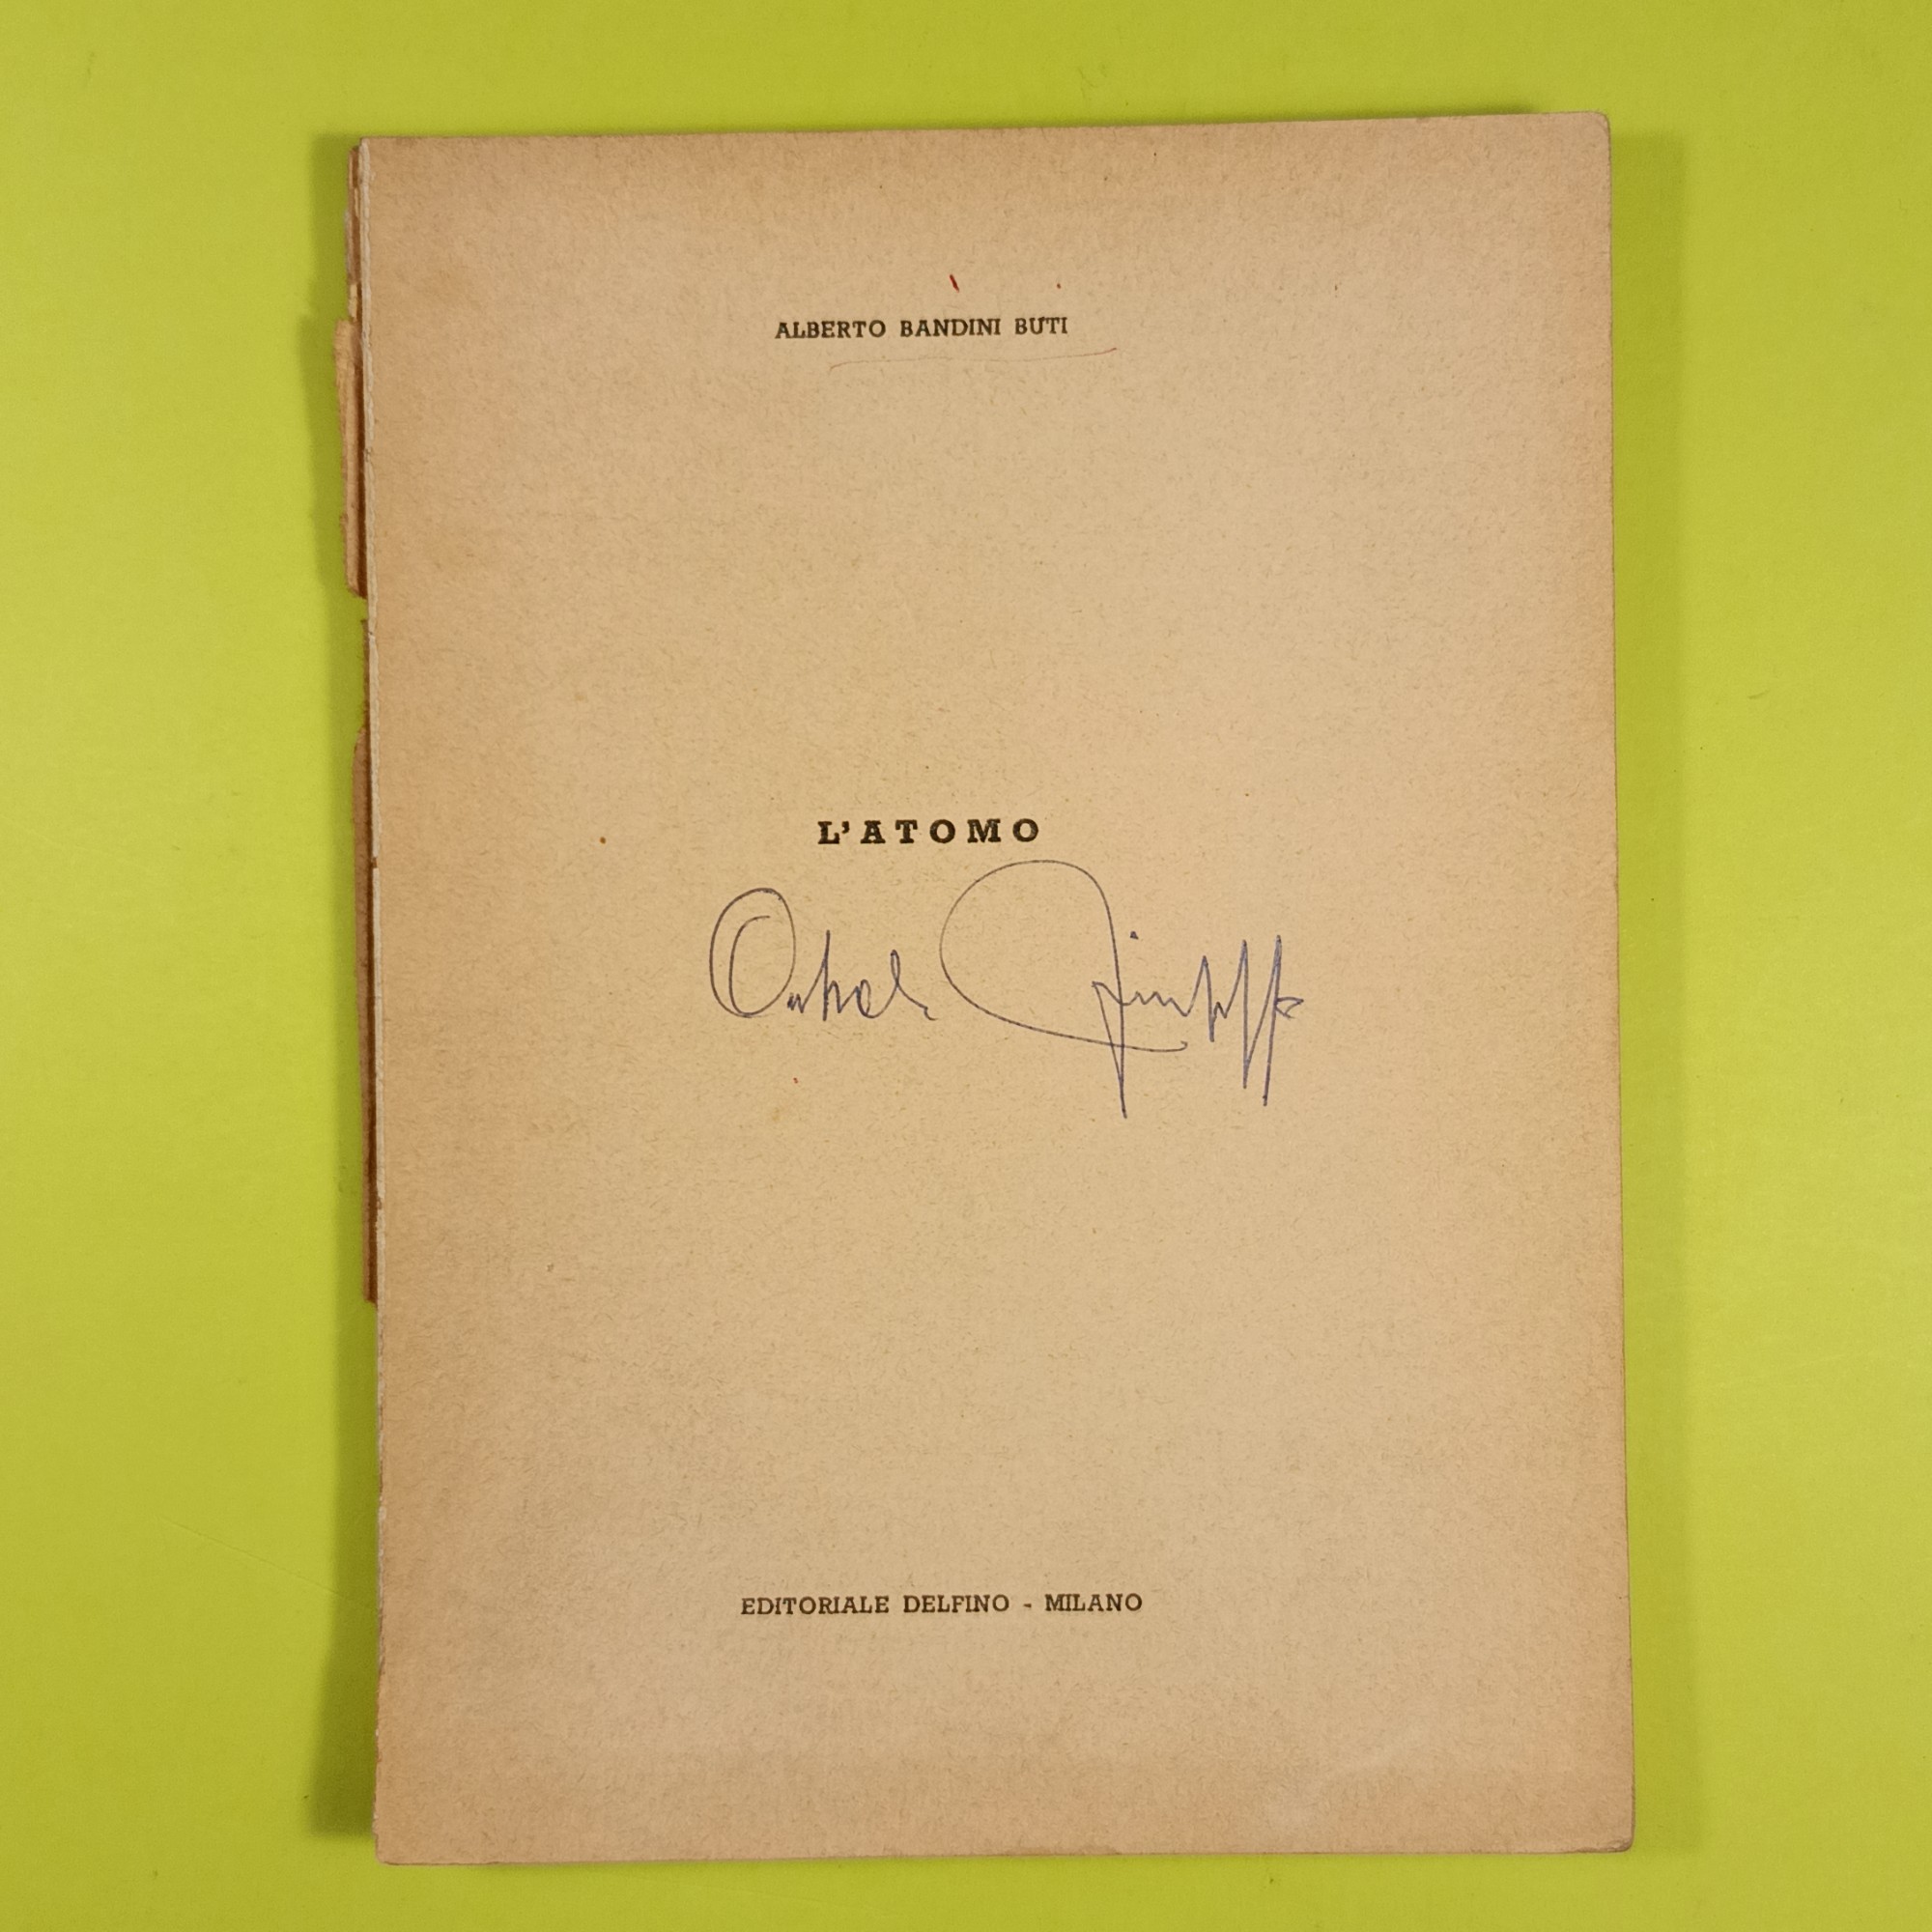 ALBERTO BANDINI BUTI
L'ATOMO
EDITORIALE DELFINO - MILANO